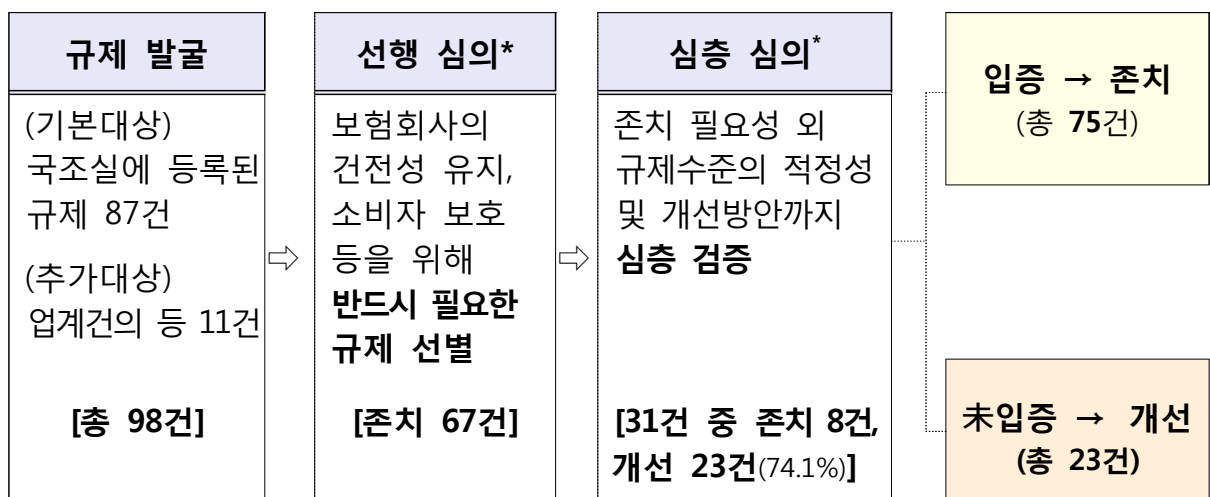 규제 발굴
(기본대상)
국조실에 등록된
규제 87건
(추가대상)
업계건의 등 11건
[총 98건]
⇨
선행 심의*
보험회사의
건전성 유지,
소비자 보호
등을 위해
반드시 필요한
규제 선별
[존치 67건]
⇨
심층 심의*
존치 필요성 외
규제수준의 적정성
및 개선방안까지
심층 검증
[31건 중 존치 8건,
개선 23건(74.1%)]
입증 → 존치
(총 75건)
未입증 → 개선
(총 23건)